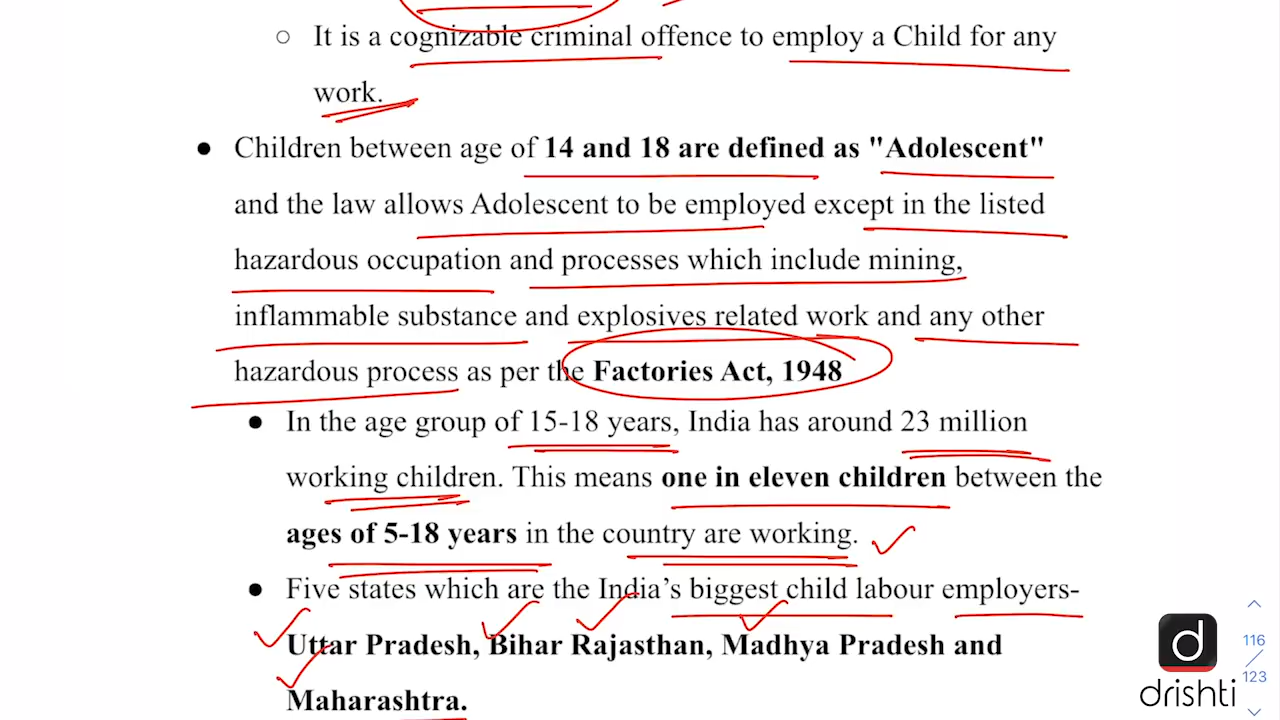 It is a cognizable criminal offence to employ a Child for any
work.
Children between age of 14 and 18 are defined as "Adolescent"
and the law allows Adolescent to be employed except in the listed
hazardous occupation and processes which include mining,
inflammable substance and explosives related work and any other
hazardous process as per the Factories Act, 1948
In the age group of 15-18 years, India has around 23 million
working children. This means one in eleven children between the
ages of 5-18 years in the country are working.
Five states which are the India's biggest child labour employers-
Uttar Pradesh, Bihar Rajasthan, Madhya Pradesh and
Maharashtra.
116
123
d
drishti